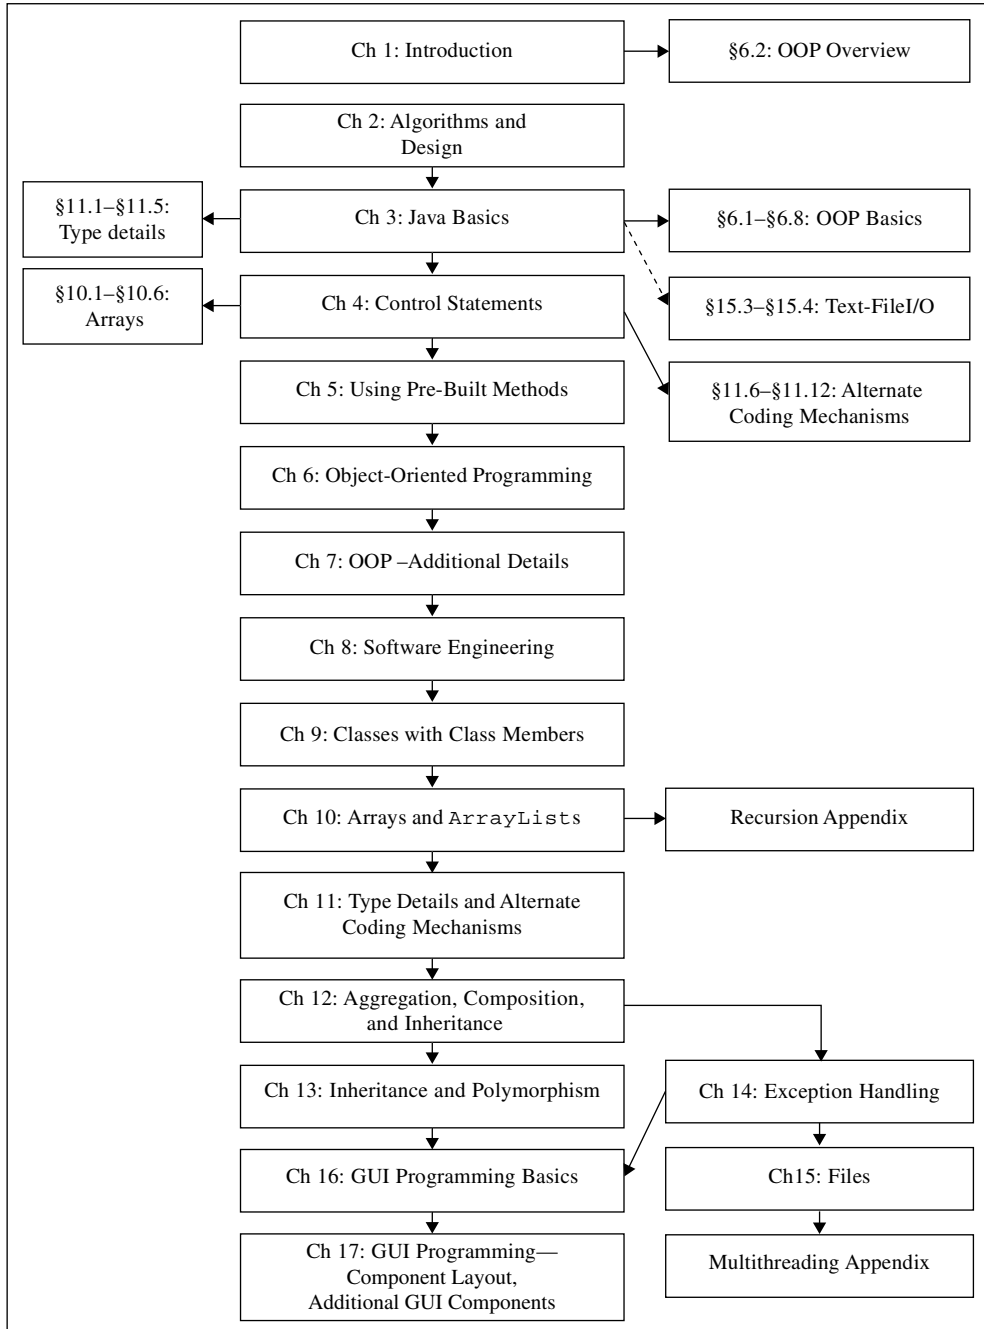 Ch 1: Introduction
§6.2: OOP Overview
Ch 2: Algorithms and
Design
§11.1–§11.5:
Type details
Ch 3: Java Basics
§6.1–§6.8: OOP Basics
§10.1–§10.6:
Arrays
Ch 4: Control Statements
§15.3–§15.4: Text-FileI/O
Ch 5: Using Pre-Built Methods
§11.6–§11.12: Alternate
Coding Mechanisms
Ch 6: Object-Oriented Programming
Ch 7: OOP –Additional Details
Ch 8: Software Engineering
Ch 9: Classes with Class Members
Ch 10: Arrays and ArrayLists
Recursion Appendix
Ch 11: Type Details and Alternate
Coding Mechanisms
Ch 12: Aggregation, Composition,
and Inheritance
Ch 13: Inheritance and Polymorphism
Ch 14: Exception Handling
Ch 16: GUI Programming Basics
Ch15: Files
Ch 17: GUI Programming—
Component Layout,
Additional GUI Components
Multithreading Appendix